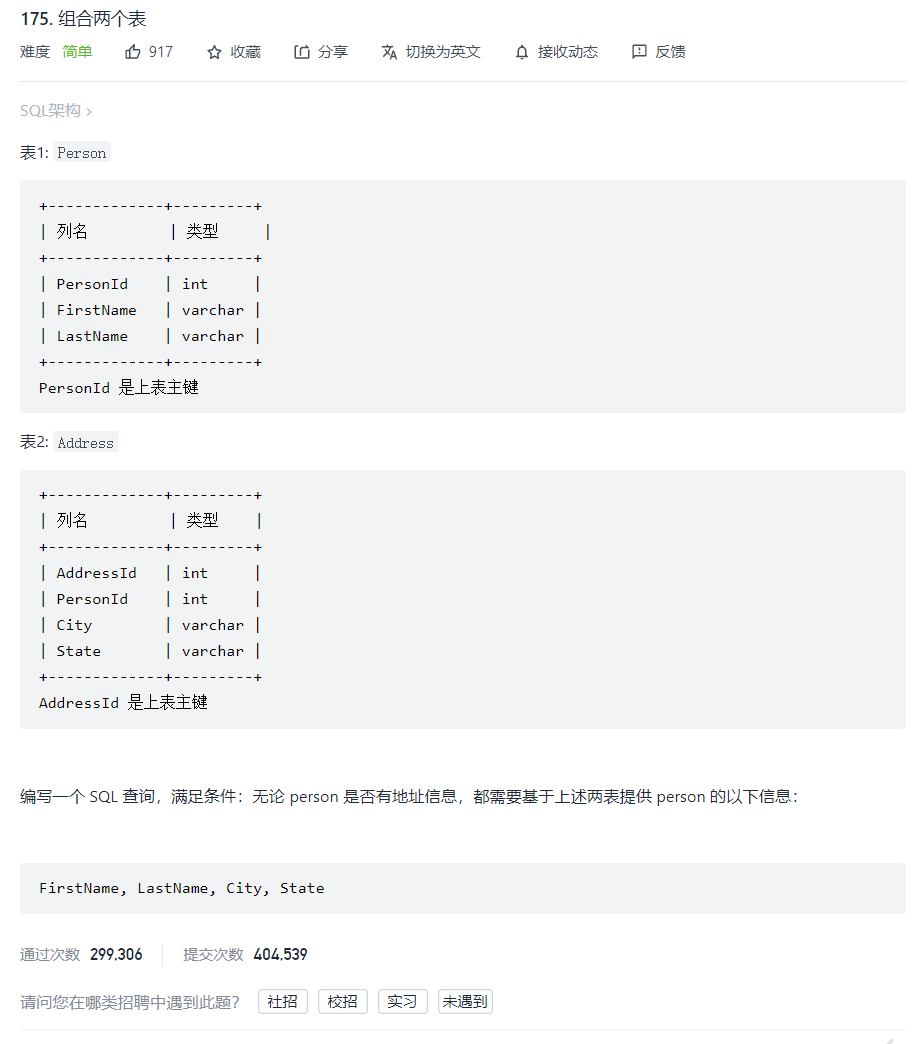 175. 组合两个表
难度 简单 917 收藏 分享 切换为英文 接收动态 反馈
SQL架构 ›
表1: Person
+-------------+---------+
| 列名         | 类型     |
+-------------+---------+
| PersonId    | int     |
| FirstName   | varchar |
| LastName    | varchar |
+-------------+---------+
PersonId 是上表主键
表2: Address
+-------------+---------+
| 列名         | 类型    |
+-------------+---------+
| AddressId   | int     |
| PersonId    | int     |
| City        | varchar |
| State       | varchar |
+-------------+---------+
AddressId 是上表主键
编写一个 SQL 查询，满足条件：无论 person 是否有地址信息，都需要基于上述两表提供 person 的以下信息：
FirstName, LastName, City, State
通过次数 299,306 提交次数 404,539
请问您在哪类招聘中遇到此题？ 社招 校招 实习 未遇到